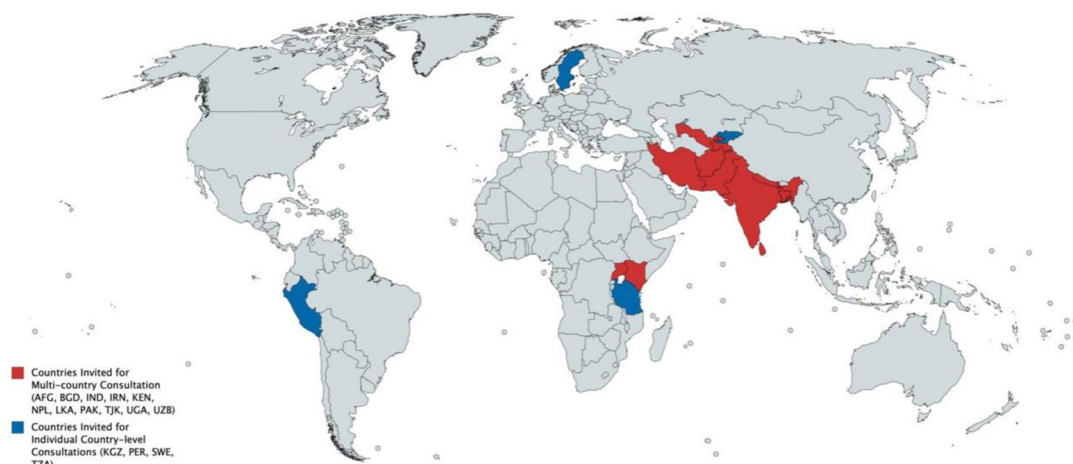 Countries Invited for
Multi-country Consultation
(AFG, BGD, IND, IRN, KEN,
NPL, LKA, PAK, TJK, UGA, UZB)
Countries Invited for
Individual Country-level
Consultations (KGZ, PER, SWE,
TZA)